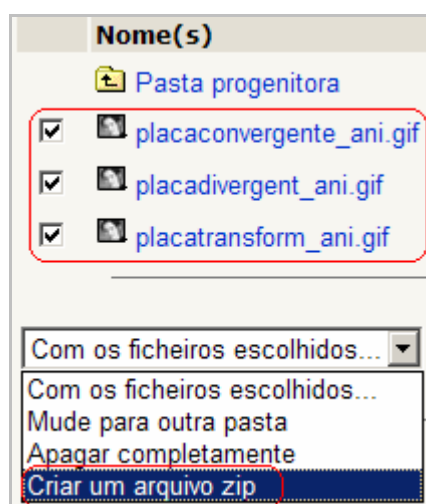 Nome(s)
Pasta progenitora
placaconvergente_ani.gif
placadivergent_ani.gif
placatransform_ani.gif
Com os ficheiros escolhidos...
Com os ficheiros escolhidos...
Mude para outra pasta
Apagar completamente
Criar um arquivo zip